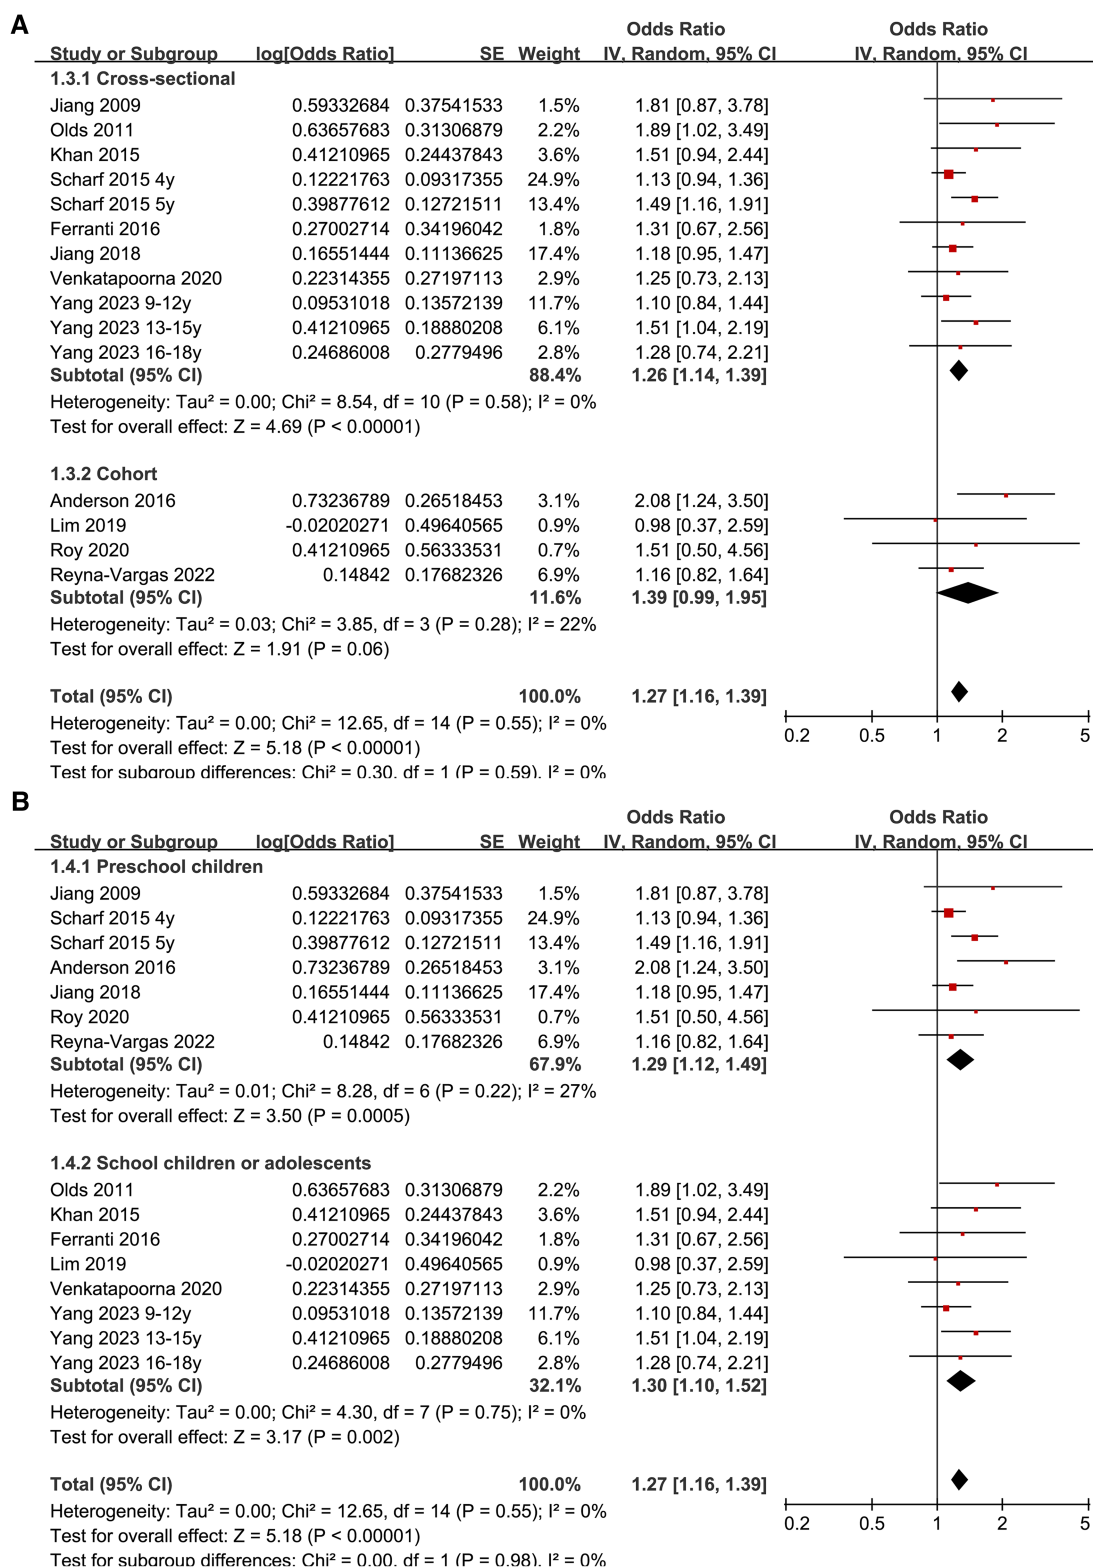 A
Odds Ratio Odds Ratio
Study or Subgroup log[Odds Ratio] SE Weight IV, Random, 95% CI IV, Random, 95% CI
1.3.1 Cross-sectional
Jiang 2009 0.59332684 0.37541533 1.5% 1.81 [0.87, 3.78]
Olds 2011 0.63657683 0.31306879 2.2% 1.89 [1.02, 3.49]
Khan 2015 0.41210965 0.24437843 3.6% 1.51 [0.94, 2.44]
Scharf 2015 4y 0.12221763 0.09317355 24.9% 1.13 [0.94, 1.36]
Scharf 2015 5y 0.39877612 0.12721511 13.4% 1.49 [1.16, 1.91]
Ferranti 2016 0.27002714 0.34196042 1.8% 1.31 [0.67, 2.56]
Jiang 2018 0.16551444 0.11136625 17.4% 1.18 [0.95, 1.47]
Venkatapoorna 2020 0.22314355 0.27197113 2.9% 1.25 [0.73, 2.13]
Yang 2023 9-12y 0.09531018 0.13572139 11.7% 1.10 [0.84, 1.44]
Yang 2023 13-15y 0.41210965 0.18880208 6.1% 1.51 [1.04, 2.19]
Yang 2023 16-18y 0.24686008 0.2779496 2.8% 1.28 [0.74, 2.21]
Subtotal (95% CI) 88.4% 1.26 [1.14, 1.39]
Heterogeneity: Tau² = 0.00; Chi² = 8.54, df = 10 (P = 0.58); I² = 0%
Test for overall effect: Z = 4.69 (P < 0.00001)
1.3.2 Cohort
Anderson 2016 0.73236789 0.26518453 3.1% 2.08 [1.24, 3.50]
Lim 2019 -0.02020271 0.49640565 0.9% 0.98 [0.37, 2.59]
Roy 2020 0.41210965 0.56333531 0.7% 1.51 [0.50, 4.56]
Reyna-Vargas 2022 0.14842 0.17682326 6.9% 1.16 [0.82, 1.64]
Subtotal (95% CI) 11.6% 1.39 [0.99, 1.95]
Heterogeneity: Tau² = 0.03; Chi² = 3.85, df = 3 (P = 0.28); I² = 22%
Test for overall effect: Z = 1.91 (P = 0.06)
Total (95% CI) 100.0% 1.27 [1.16, 1.39]
Heterogeneity: Tau² = 0.00; Chi² = 12.65, df = 14 (P = 0.55); I² = 0%
Test for overall effect: Z = 5.18 (P < 0.00001)
Test for subgroup differences: Chi² = 0.30, df = 1 (P = 0.59), I² = 0%
0.2 0.5 1 2 5
B
Odds Ratio Odds Ratio
Study or Subgroup log[Odds Ratio] SE Weight IV, Random, 95% CI IV, Random, 95% CI
1.4.1 Preschool children
Jiang 2009 0.59332684 0.37541533 1.5% 1.81 [0.87, 3.78]
Scharf 2015 4y 0.12221763 0.09317355 24.9% 1.13 [0.94, 1.36]
Scharf 2015 5y 0.39877612 0.12721511 13.4% 1.49 [1.16, 1.91]
Anderson 2016 0.73236789 0.26518453 3.1% 2.08 [1.24, 3.50]
Jiang 2018 0.16551444 0.11136625 17.4% 1.18 [0.95, 1.47]
Roy 2020 0.41210965 0.56333531 0.7% 1.51 [0.50, 4.56]
Reyna-Vargas 2022 0.14842 0.17682326 6.9% 1.16 [0.82, 1.64]
Subtotal (95% CI) 67.9% 1.29 [1.12, 1.49]
Heterogeneity: Tau² = 0.01; Chi² = 8.28, df = 6 (P = 0.22); I² = 27%
Test for overall effect: Z = 3.50 (P = 0.0005)
1.4.2 School children or adolescents
Olds 2011 0.63657683 0.31306879 2.2% 1.89 [1.02, 3.49]
Khan 2015 0.41210965 0.24437843 3.6% 1.51 [0.94, 2.44]
Ferranti 2016 0.27002714 0.34196042 1.8% 1.31 [0.67, 2.56]
Lim 2019 -0.02020271 0.49640565 0.9% 0.98 [0.37, 2.59]
Venkatapoorna 2020 0.22314355 0.27197113 2.9% 1.25 [0.73, 2.13]
Yang 2023 9-12y 0.09531018 0.13572139 11.7% 1.10 [0.84, 1.44]
Yang 2023 13-15y 0.41210965 0.18880208 6.1% 1.51 [1.04, 2.19]
Yang 2023 16-18y 0.24686008 0.2779496 2.8% 1.28 [0.74, 2.21]
Subtotal (95% CI) 32.1% 1.30 [1.10, 1.52]
Heterogeneity: Tau² = 0.00; Chi² = 4.30, df = 7 (P = 0.75); I² = 0%
Test for overall effect: Z = 3.17 (P = 0.002)
Total (95% CI) 100.0% 1.27 [1.16, 1.39]
Heterogeneity: Tau² = 0.00; Chi² = 12.65, df = 14 (P = 0.55); I² = 0%
Test for overall effect: Z = 5.18 (P < 0.00001)
Test for subgroup differences: Chi² = 0.00, df = 1 (P = 0.98), I² = 0%
0.2 0.5 1 2 5